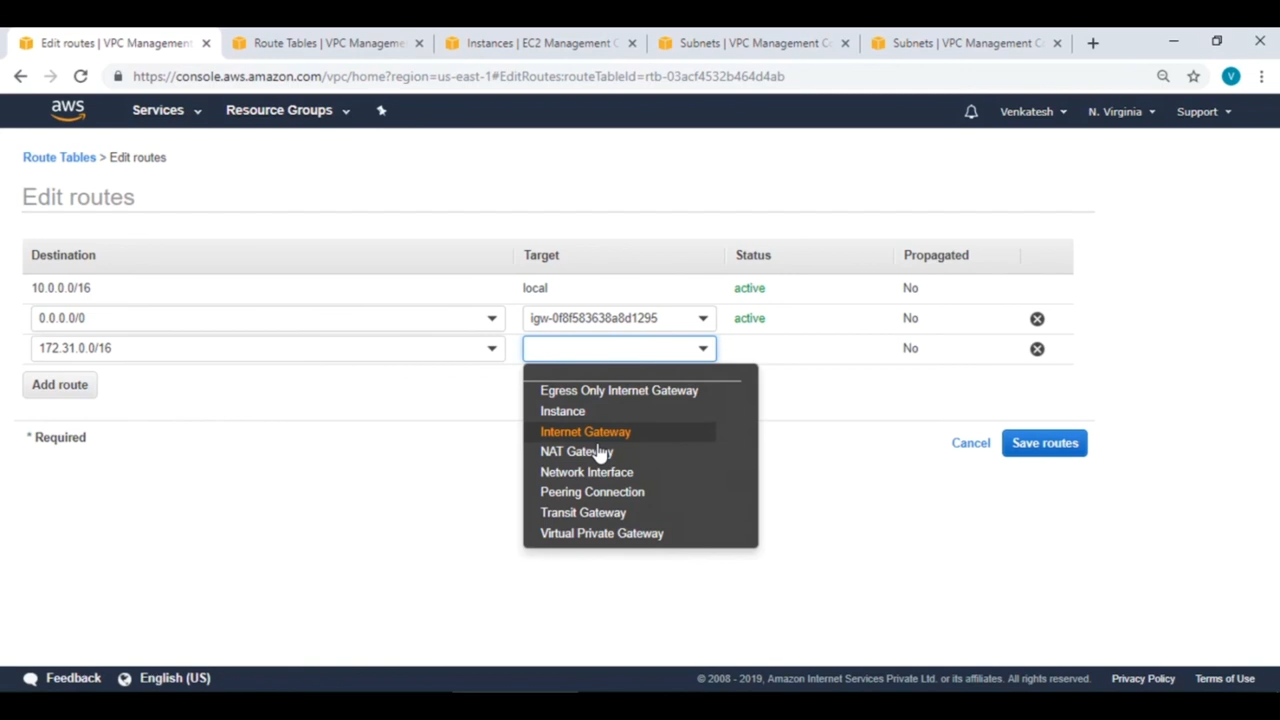 Edit routes | VPC Management
Route Tables | VPC Manageme
Instances | EC2 Management C
Subnets | VPC Management Co
Subnets | VPC Management Co
https://console.aws.amazon.com/vpc/home?region=us-east-1#EditRoutes:routeTableId=rtb-03acf4532b464d4ab
V
aws
Services
Resource Groups
Venkatesh
N. Virginia
Support
Route Tables > Edit routes
Edit routes
Destination Target Status Propagated
10.0.0.0/16 local active No
0.0.0.0/0 igw-0f8f583638a8d1295 active No
172.31.0.0/16 No
Add route
Egress Only Internet Gateway
Instance
Internet Gateway
NAT Gateway
Network Interface
Peering Connection
Transit Gateway
Virtual Private Gateway
* Required
Cancel
Save routes
Feedback
English (US)
© 2008 - 2019, Amazon Internet Services Private Ltd. or its affiliates. All rights reserved.
Privacy Policy
Terms of Use